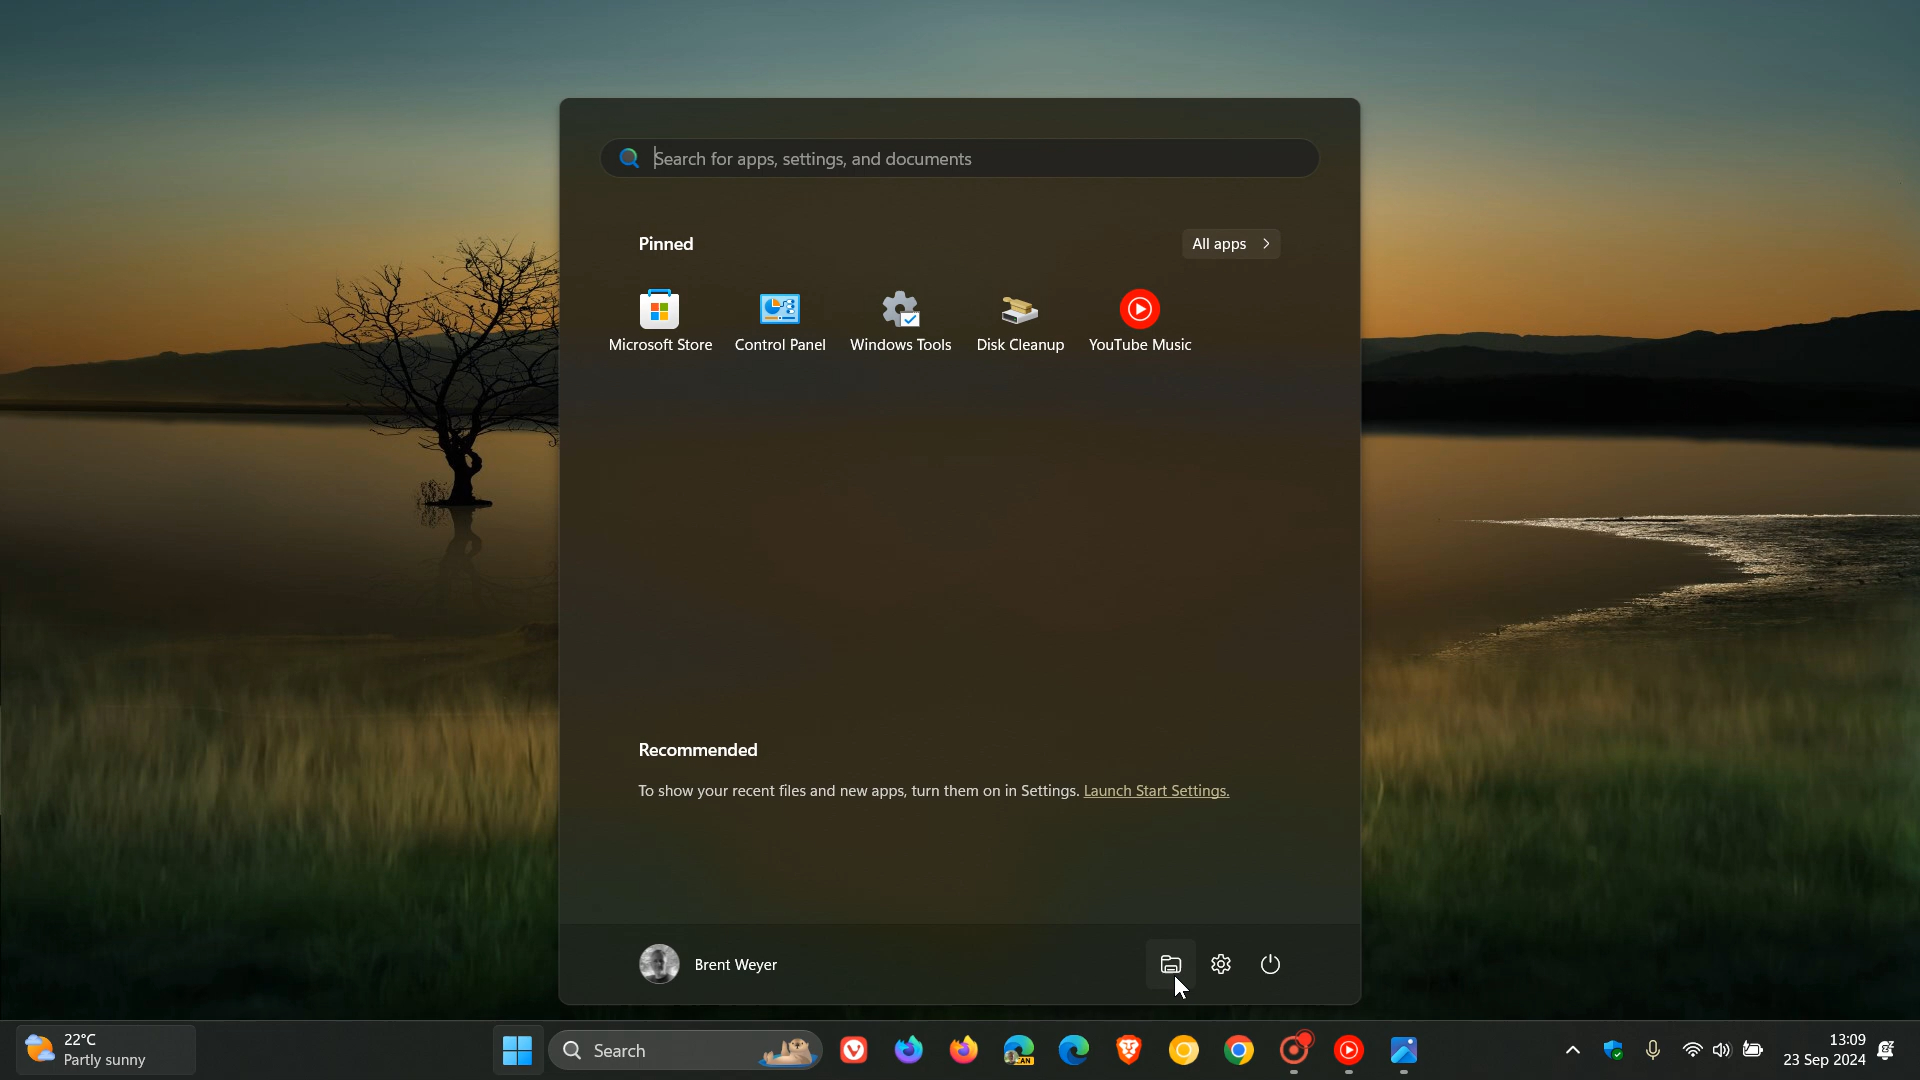 Search for apps, settings, and documents
Pinned
All apps
Microsoft Store
Control Panel
Windows Tools
Disk Cleanup
YouTube Music
Recommended
To show your recent files and new apps, turn them on in Settings. Launch Start Settings.
Brent Weyer
22°C
Partly sunny
Search
CAN
13:09
23 Sep 2024